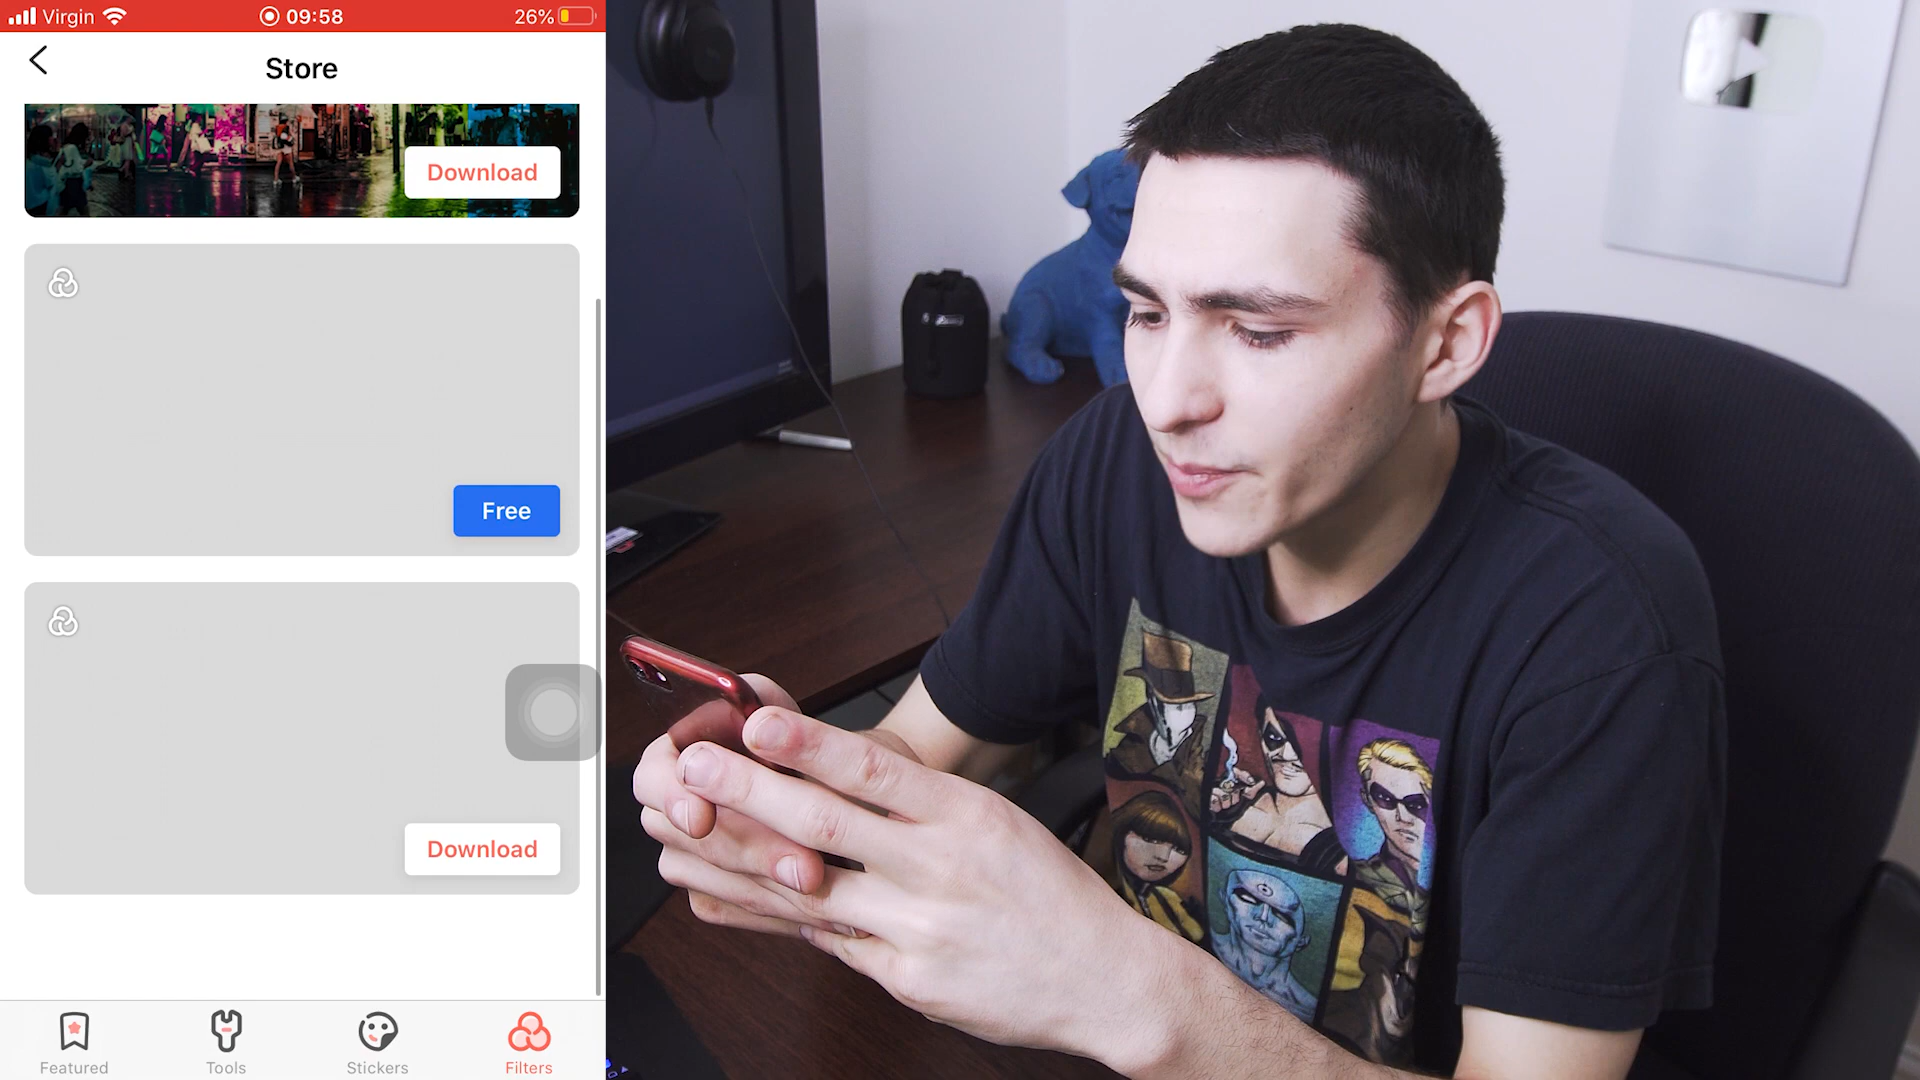 Virgin
09:58
26%
Store
Download
Free
Download
Featured
Tools
Stickers
Filters